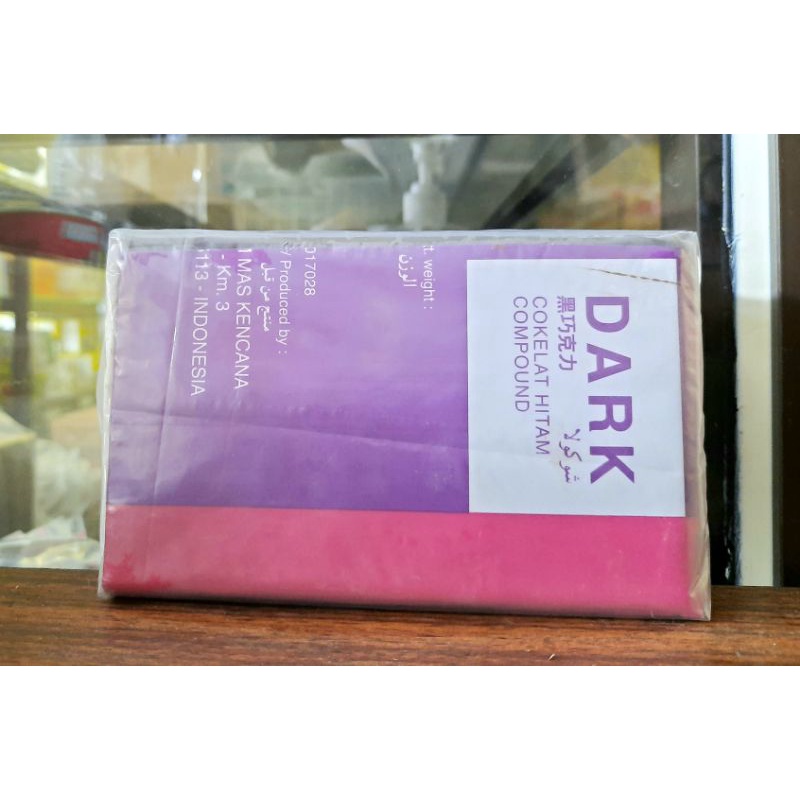 DARK
黑巧克力
COKELAT HITAM
COMPOUND
شوكولا
t. weight :
الوزن
017028
/ Produced by :
منتج من قبل
MAS KENCANA
- Km. 3
113 - INDONESIA